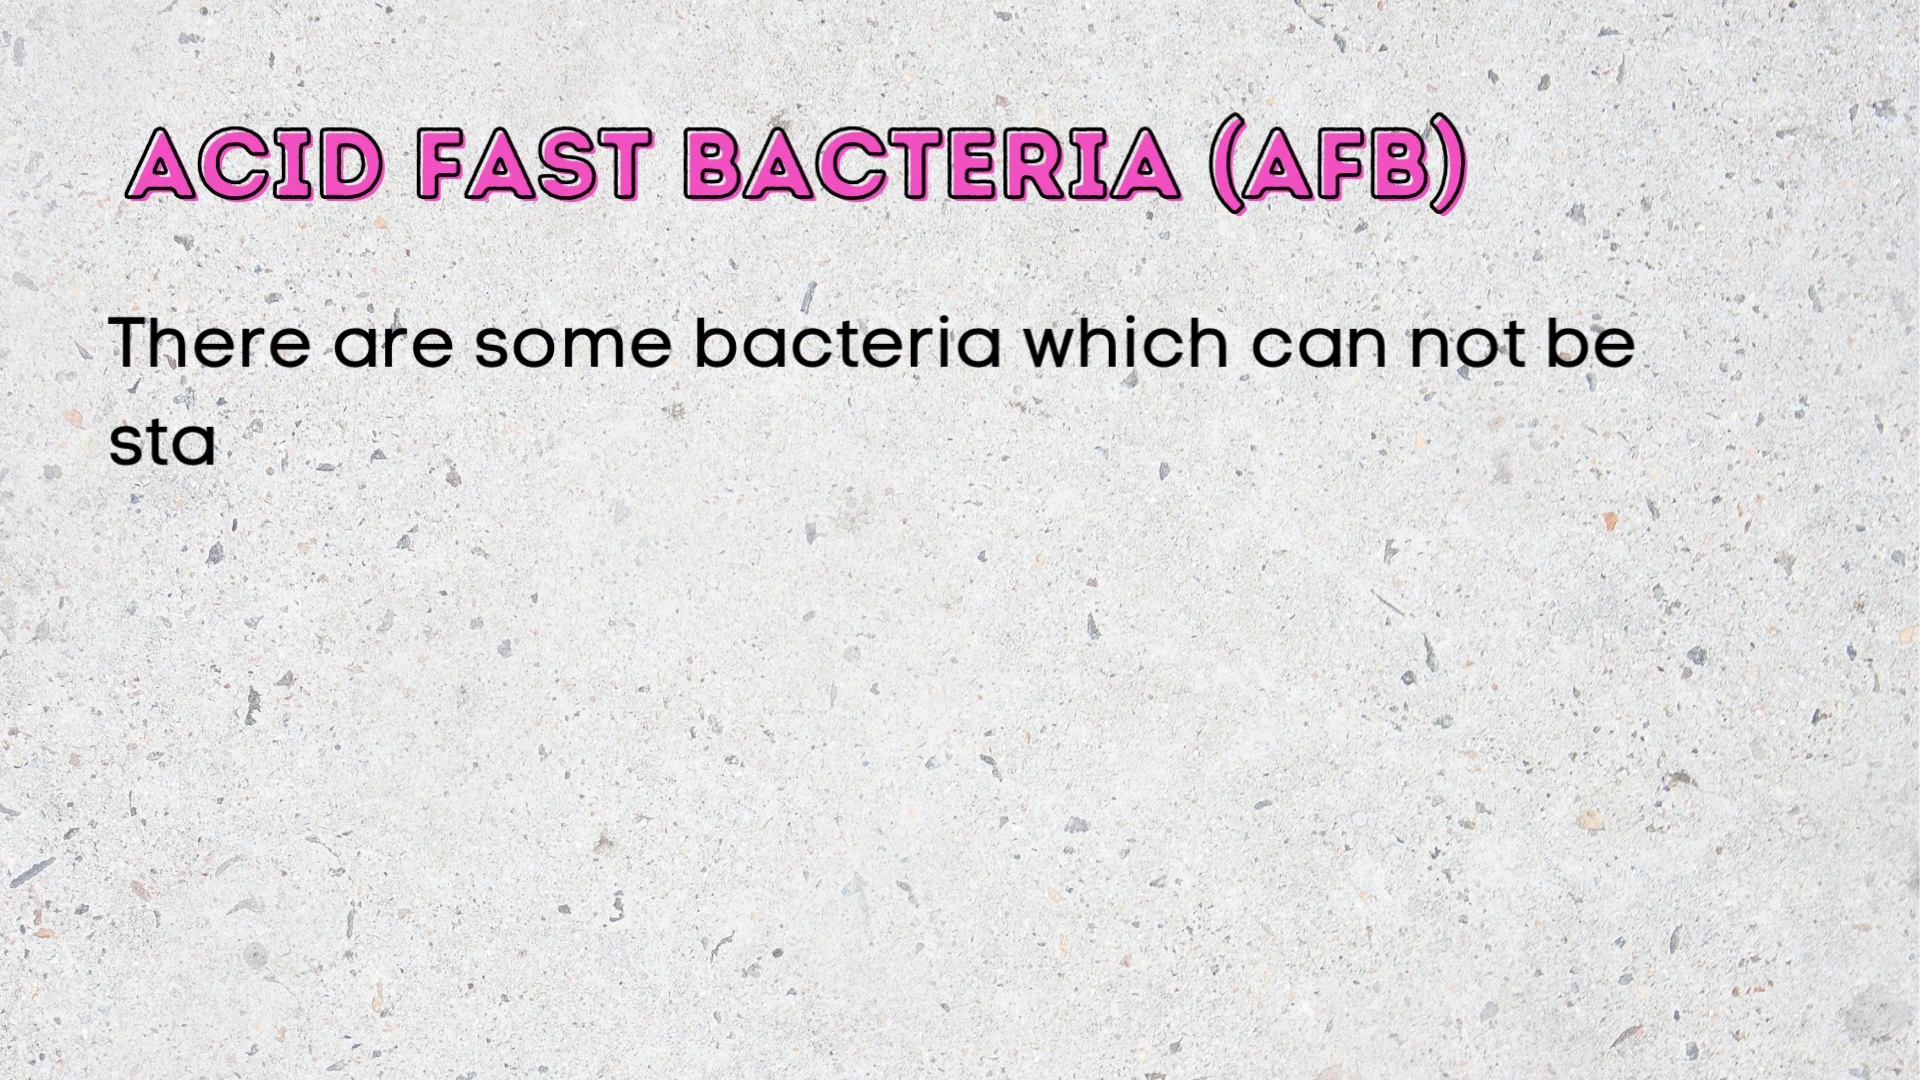 ACID FAST BACTERIA (AFB)
There are some bacteria which can not be
sta